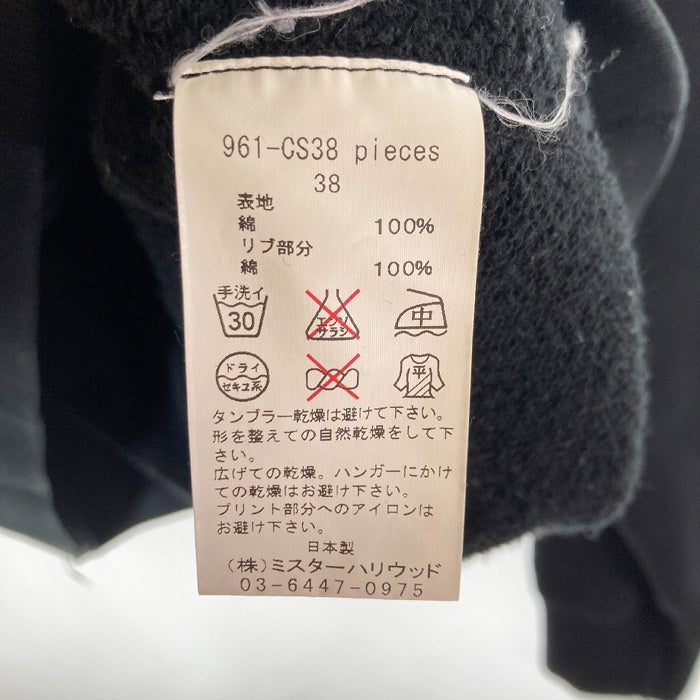 961-CS38 pieces
38
表地
綿 100%
リブ部分
綿 100%
手洗イ
30
エンソ
サラシ
中
ドライ
セキユ系
平
タンブラー乾燥は避けて下さい。
形を整えての自然乾燥をして下
さい。
広げての乾燥。ハンガーにかけ
ての乾燥はお避け下さい。
プリント部分へのアイロンは
お避け下さい。
日本製
(株)ミスターハリウッド
03-6447-0975